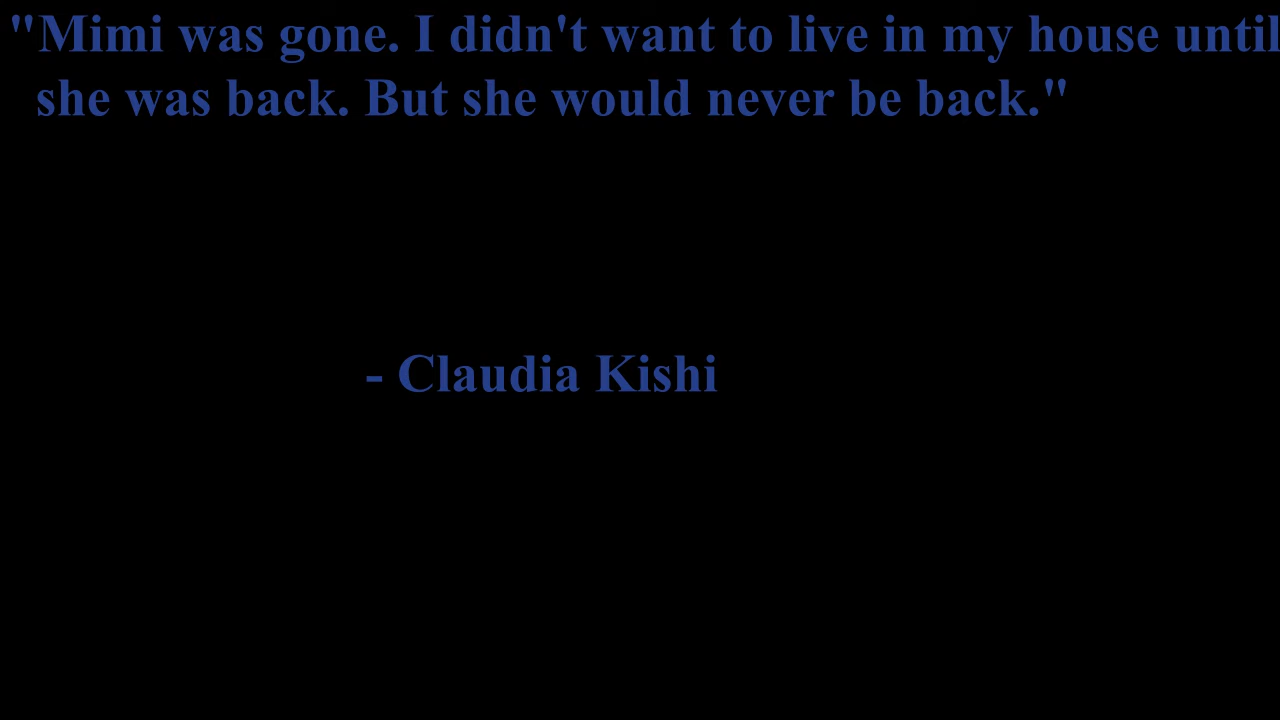 "Mimi was gone. I didn't want to live in my house until
she was back. But she would never be back."
- Claudia Kishi